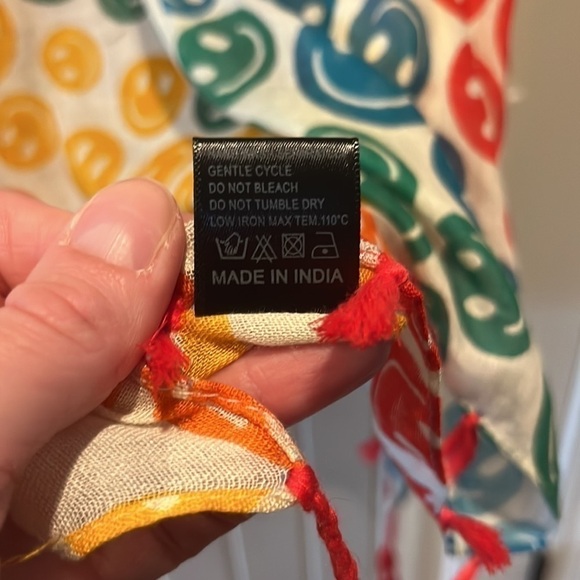 GENTLE CYCLE
DO NOT BLEACH
DO NOT TUMBLE DRY
LOW IRON MAX TEM.110°C
MADE IN INDIA